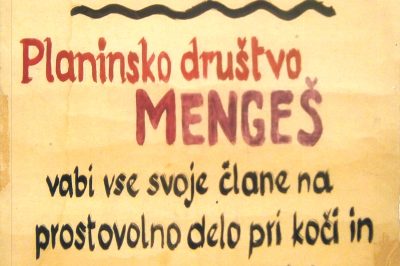 Planinsko društvo
MENGEŠ
vabi vse svoje člane na
prostovolno delo pri koči in